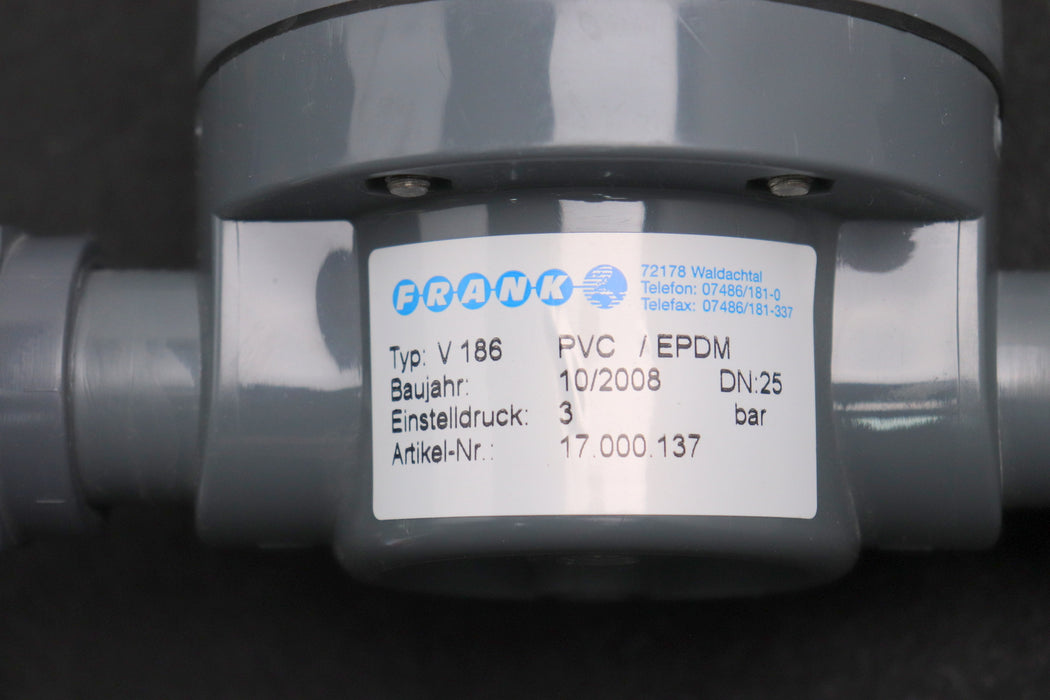 FRANK
72178 Waldachtal
Telefon: 07486/181-0
Telefax: 07486/181-337
Typ: V 186 PVC / EPDM
Baujahr: 10/2008 DN:25
Einstelldruck: 3 bar
Artikel-Nr.: 17.000.137